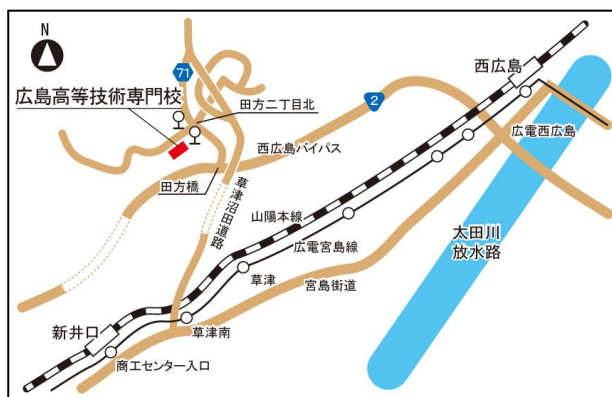 N
71
西広島
広島高等技術専門校
田方二丁目北
2
広電西広島
西広島バイパス
田方橋
草津沼田道路
山陽本線
太田川
放水路
広電宮島線
草津
宮島街道
新井口
草津南
商工センター入口